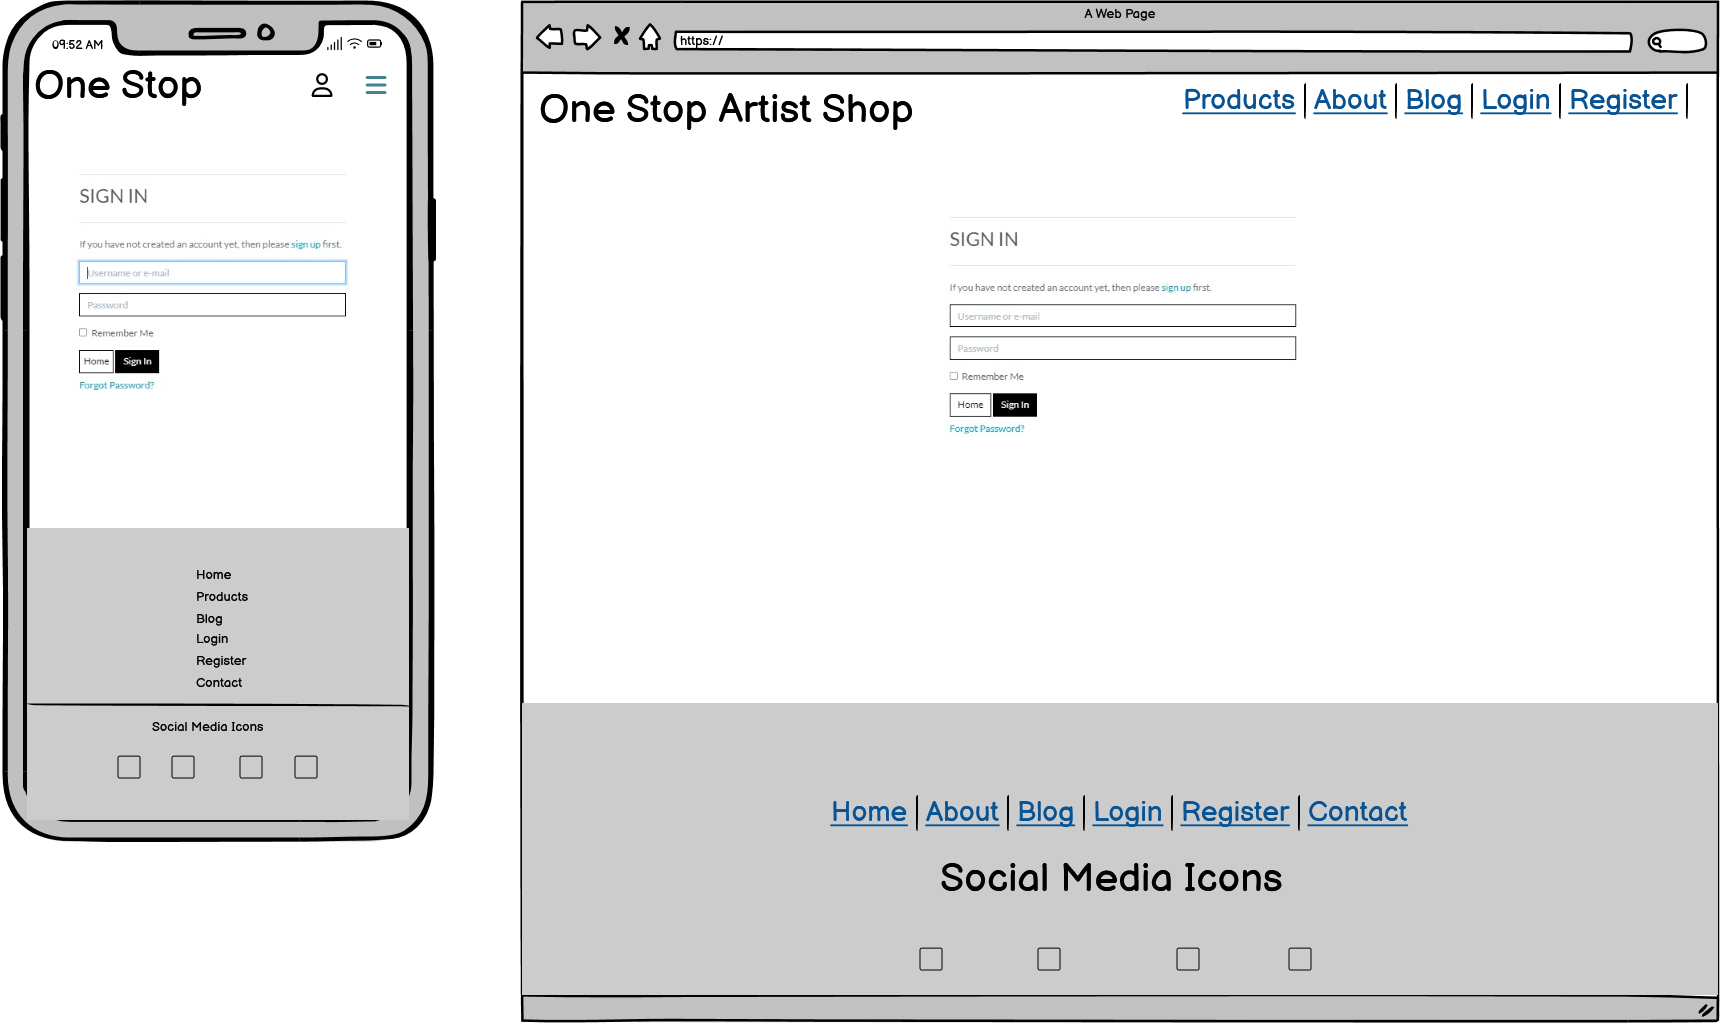 09:52 AM
One Stop
SIGN IN
If you have not created an account yet, then please sign up first.
Username or e-mail
Password
Remember Me
Home Sign In
Forgot Password?
Home
Products
Blog
Login
Register
Contact
Social Media Icons
A Web Page
https://
One Stop Artist Shop
Products About Blog Login Register
SIGN IN
If you have not created an account yet, then please sign up first.
Username or e-mail
Password
Remember Me
Home Sign In
Forgot Password?
Home About Blog Login Register Contact
Social Media Icons